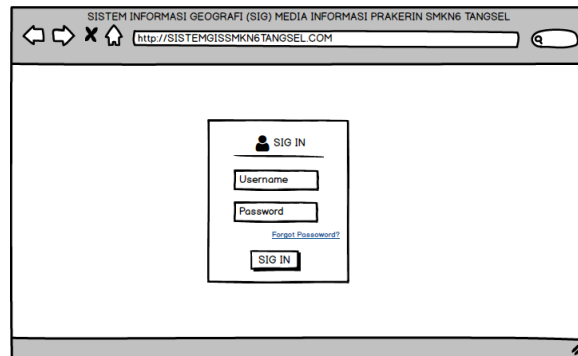 SISTEM INFORMASI GEOGRAFI (SIG) MEDIA INFORMASI PRAKERIN SMKN6 TANGSEL
http://SISTEMGISSMKN6TANGSEL.COM
SIG IN
Username
Password
Forgot Passoword?
SIG IN